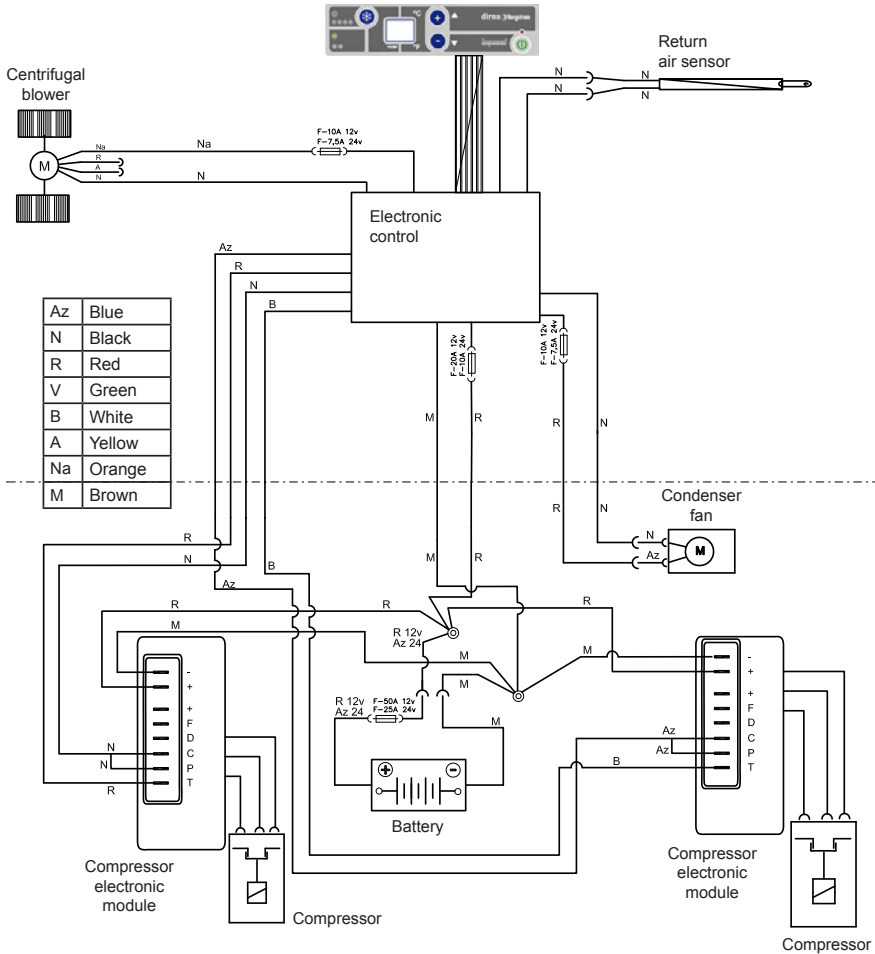 °C
°F
dirna Bergstrom
bycool
Return
air sensor
N
N
N
N
Centrifugal
blower
M
Na
R
A
N
Na
N
F-10A 12v
F-7,5A 24v
Electronic
control
Az
R
N
B
Az Blue
N Black
R Red
V Green
B White
A Yellow
Na Orange
M Brown
F-20A 12v
F-10A 24v
F-10A 12v
F-7,5A 24v
M
R
R
N
R
N
M
R
Condenser
fan
N
Az
M
R
N
Az
B
R
M
R
R 12v
Az 24
R
M
M
M
R 12v
Az 24
F-50A 12v
F-25A 24v
M
+
-
Battery
-
+
+
F
D
C
P
T
N
N
R
Compressor
electronic
module
Compressor
-
+
+
F
D
C
P
T
Az
Az
B
Compressor
electronic
module
Compressor